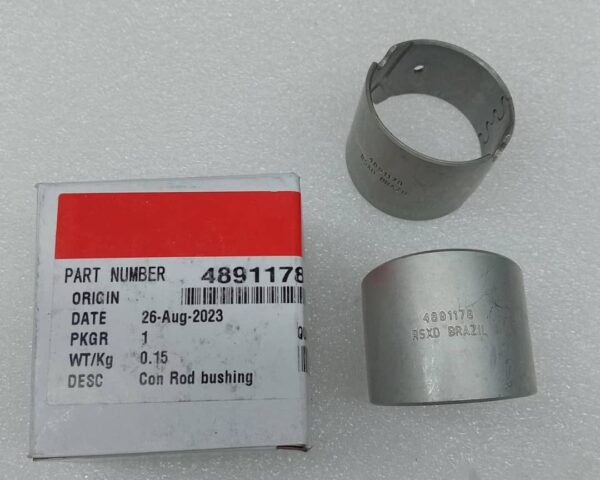 PART NUMBER 4891178
ORIGIN
DATE 26-Aug-2023
PKGR 1
WT/Kg 0.15
DESC Con Rod bushing
4891178
RSXD BRAZIL
4891178
RSXD BRAZIL